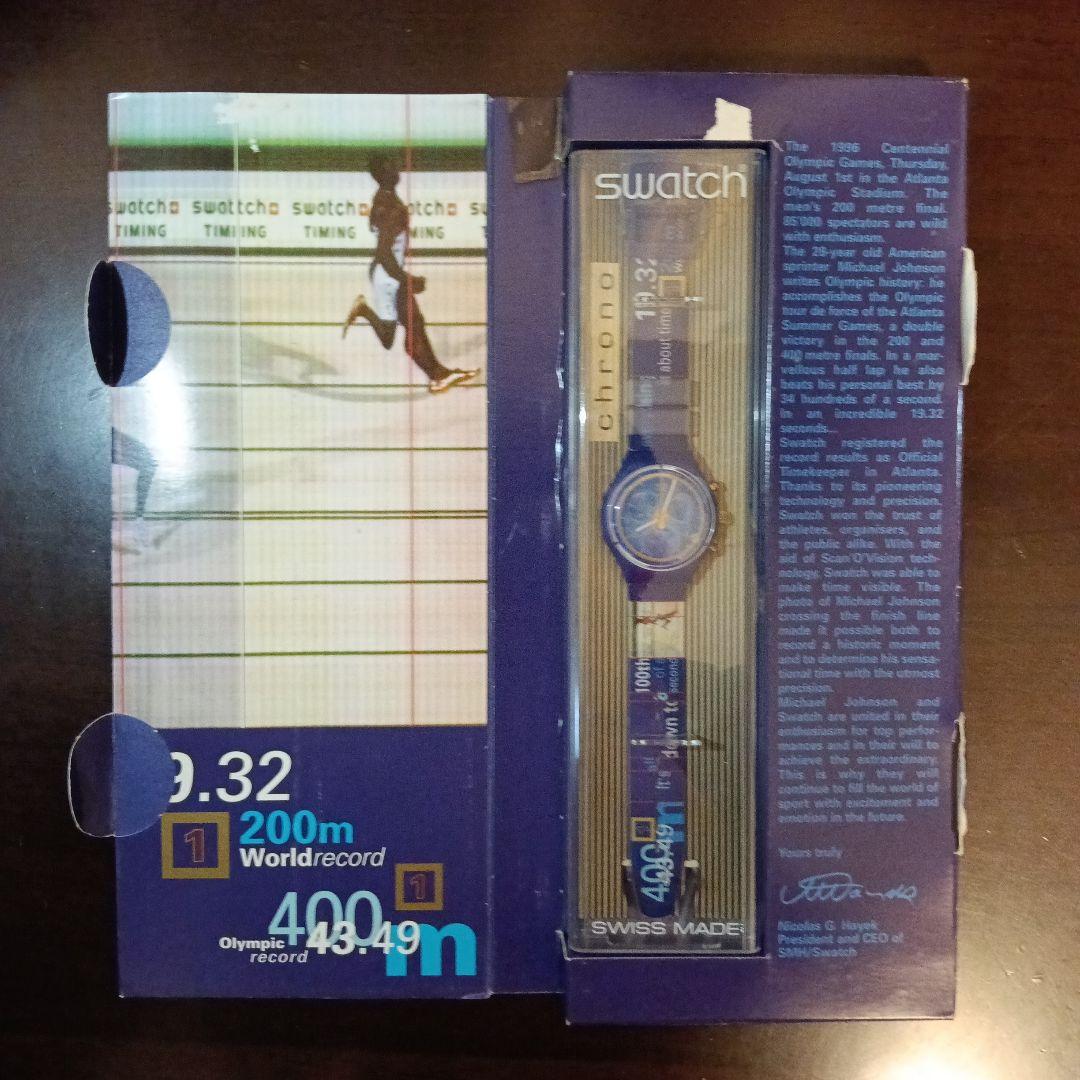 swatch swatch swatch swatch
TIMING TIMING TIMING TIMING
9.32
1
200m
Worldrecord
1
400m
43.49
Olympic
record
swatch
chrono
19.32
about time
100th
of a
second
down to
it's all
400m
43.49
SWISS MADE
The 1996 Centennial
Olympic Games, Thursday,
August 1st in the Atlanta
Olympic Stadium. The
men's 200 metre final.
85'000 spectators are wild
with enthusiasm.
The 28-year old American
sprinter Michael Johnson
writes Olympic history: he
accomplishes the Olympic
tour de force of the Atlanta
Summer Games, a double
victory in the 200 and
400 metre finals. In a mar-
vellous half lap he also
beats his personal best by
34 hundreds of a second.
In an incredible 19.32
seconds...
Swatch registered the
record results as Official
Timekeeper in Atlanta.
Thanks to its pioneering
technology and precision,
Swatch won the trust of
athletes, organisers, and
the public alike. With the
aid of Scan'O'Vision tech-
nology, Swatch was able to
make time visible. The
photo of Michael Johnson
crossing the finish line
made it possible both to
record a historic moment
and to determine his sensa-
tional time with the utmost
precision.
Michael Johnson and
Swatch are united in their
enthusiasm for top perfor-
mances and in their will to
achieve the extraordinary.
This is why they will
continue to fill the world of
sport with excitement and
emotion in the future.
Yours truly
Nicolas G. Hayek
President and CEO of
SMH/Swatch